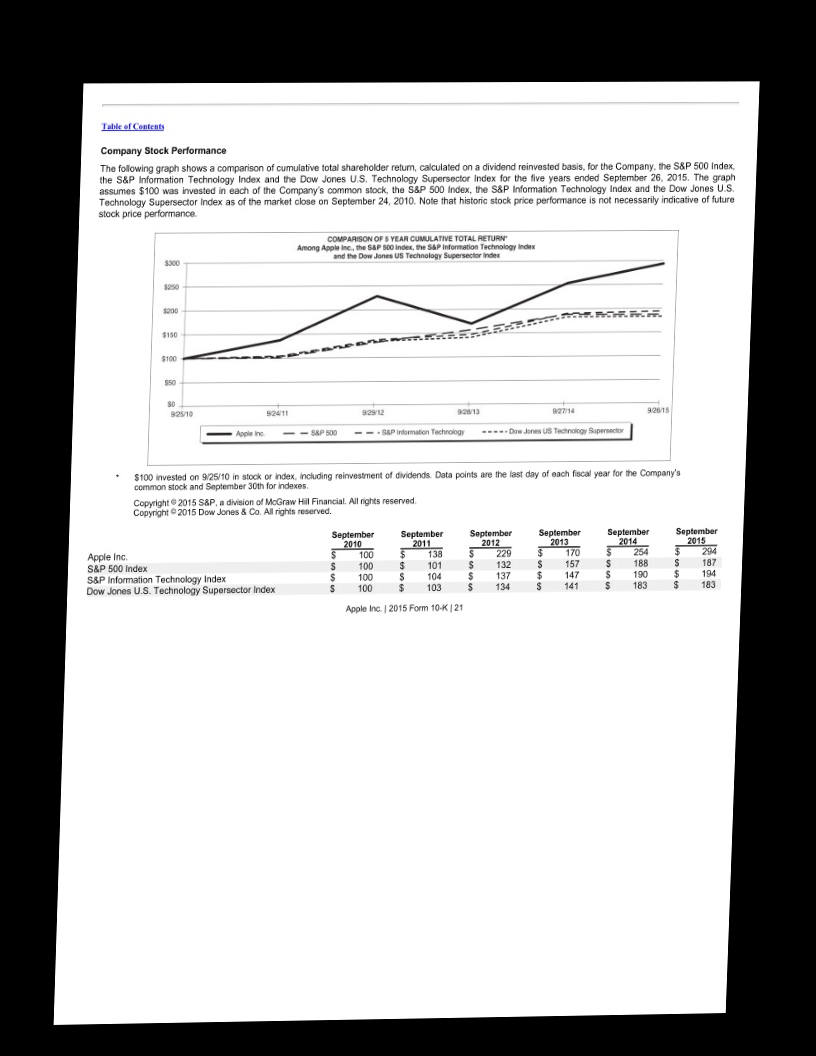 Table of Contents
Company Stock Performance
The following graph shows a comparison of cumulative total shareholder return, calculated on a dividend reinvested basis, for the Company, the S&P 500 Index,
the S&P Information Technology Index and the Dow Jones U.S. Technology Supersector Index for the five years ended September 26, 2015. The graph
assumes $100 was invested in each of the Company's common stock, the S&P 500 Index, the S&P Information Technology Index and the Dow Jones U.S.
Technology Supersector Index as of the market close on September 24, 2010. Note that historic stock price performance is not necessarily indicative of future
stock price performance.
COMPARISON OF 5 YEAR CUMULATIVE TOTAL RETURN*
Among Apple Inc., the S&P 500 Index, the S&P Information Technology Index
and the Dow Jones US Technology Supersector Index
$300
$250
$200
$150
$100
$50
$0
9/25/10 9/24/11 9/29/12 9/28/13 9/27/14 9/26/15
Apple Inc. S&P 500 S&P Information Technology Dow Jones US Technology Supersector
* $100 invested on 9/25/10 in stock or index, including reinvestment of dividends. Data points are the last day of each fiscal year for the Company's
common stock and September 30th for indexes.
Copyright © 2015 S&P, a division of McGraw Hill Financial. All rights reserved.
Copyright © 2015 Dow Jones & Co. All rights reserved.
September September September September September September
2010 2011 2012 2013 2014 2015
Apple Inc. $ 100 $ 138 $ 229 $ 170 $ 254 $ 294
S&P 500 Index $ 100 $ 101 $ 132 $ 157 $ 188 $ 187
S&P Information Technology Index $ 100 $ 104 $ 137 $ 147 $ 190 $ 194
Dow Jones U.S. Technology Supersector Index $ 100 $ 103 $ 134 $ 141 $ 183 $ 183
Apple Inc. | 2015 Form 10-K | 21